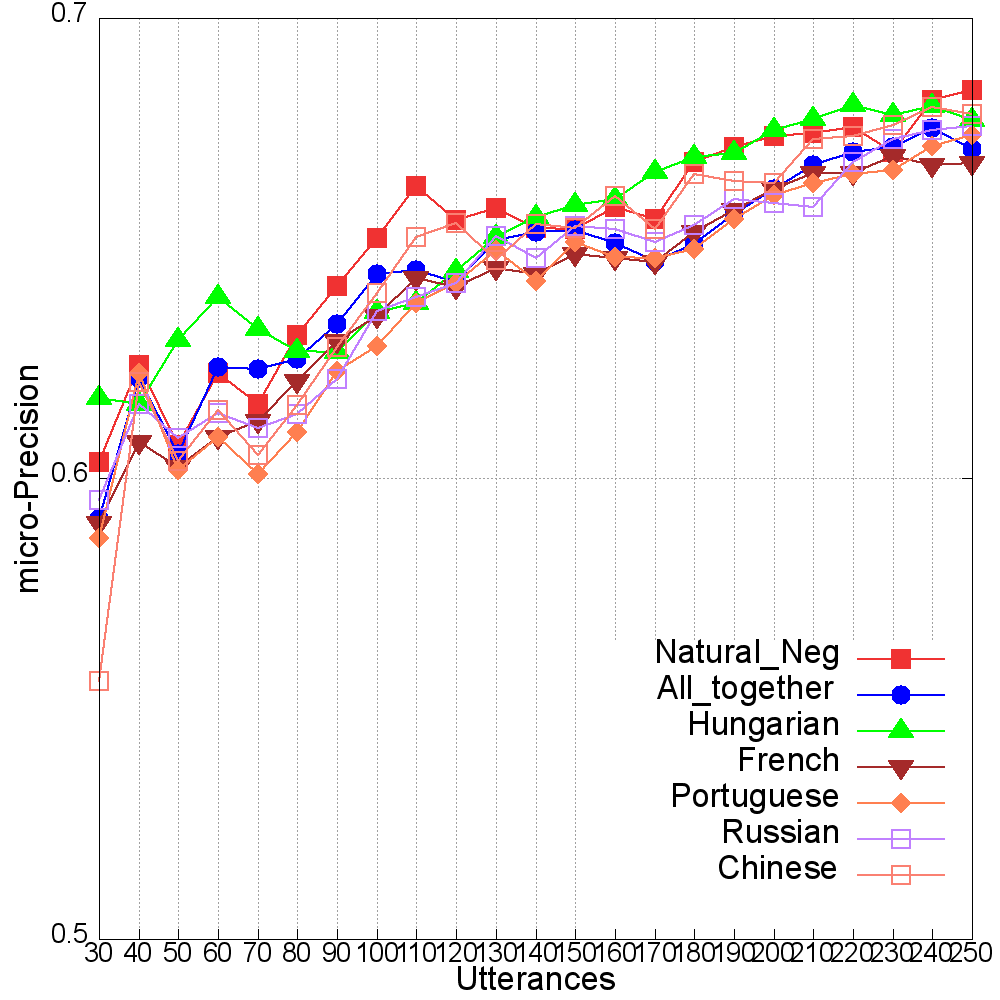 0.7
0.6
0.5
micro-Precision
Natural_Neg
All_together
Hungarian
French
Portuguese
Russian
Chinese
30 40 50 60 70 80 90 100 110 120 130 140 150 160 170 180 190 200 210 220 230 240 250
Utterances